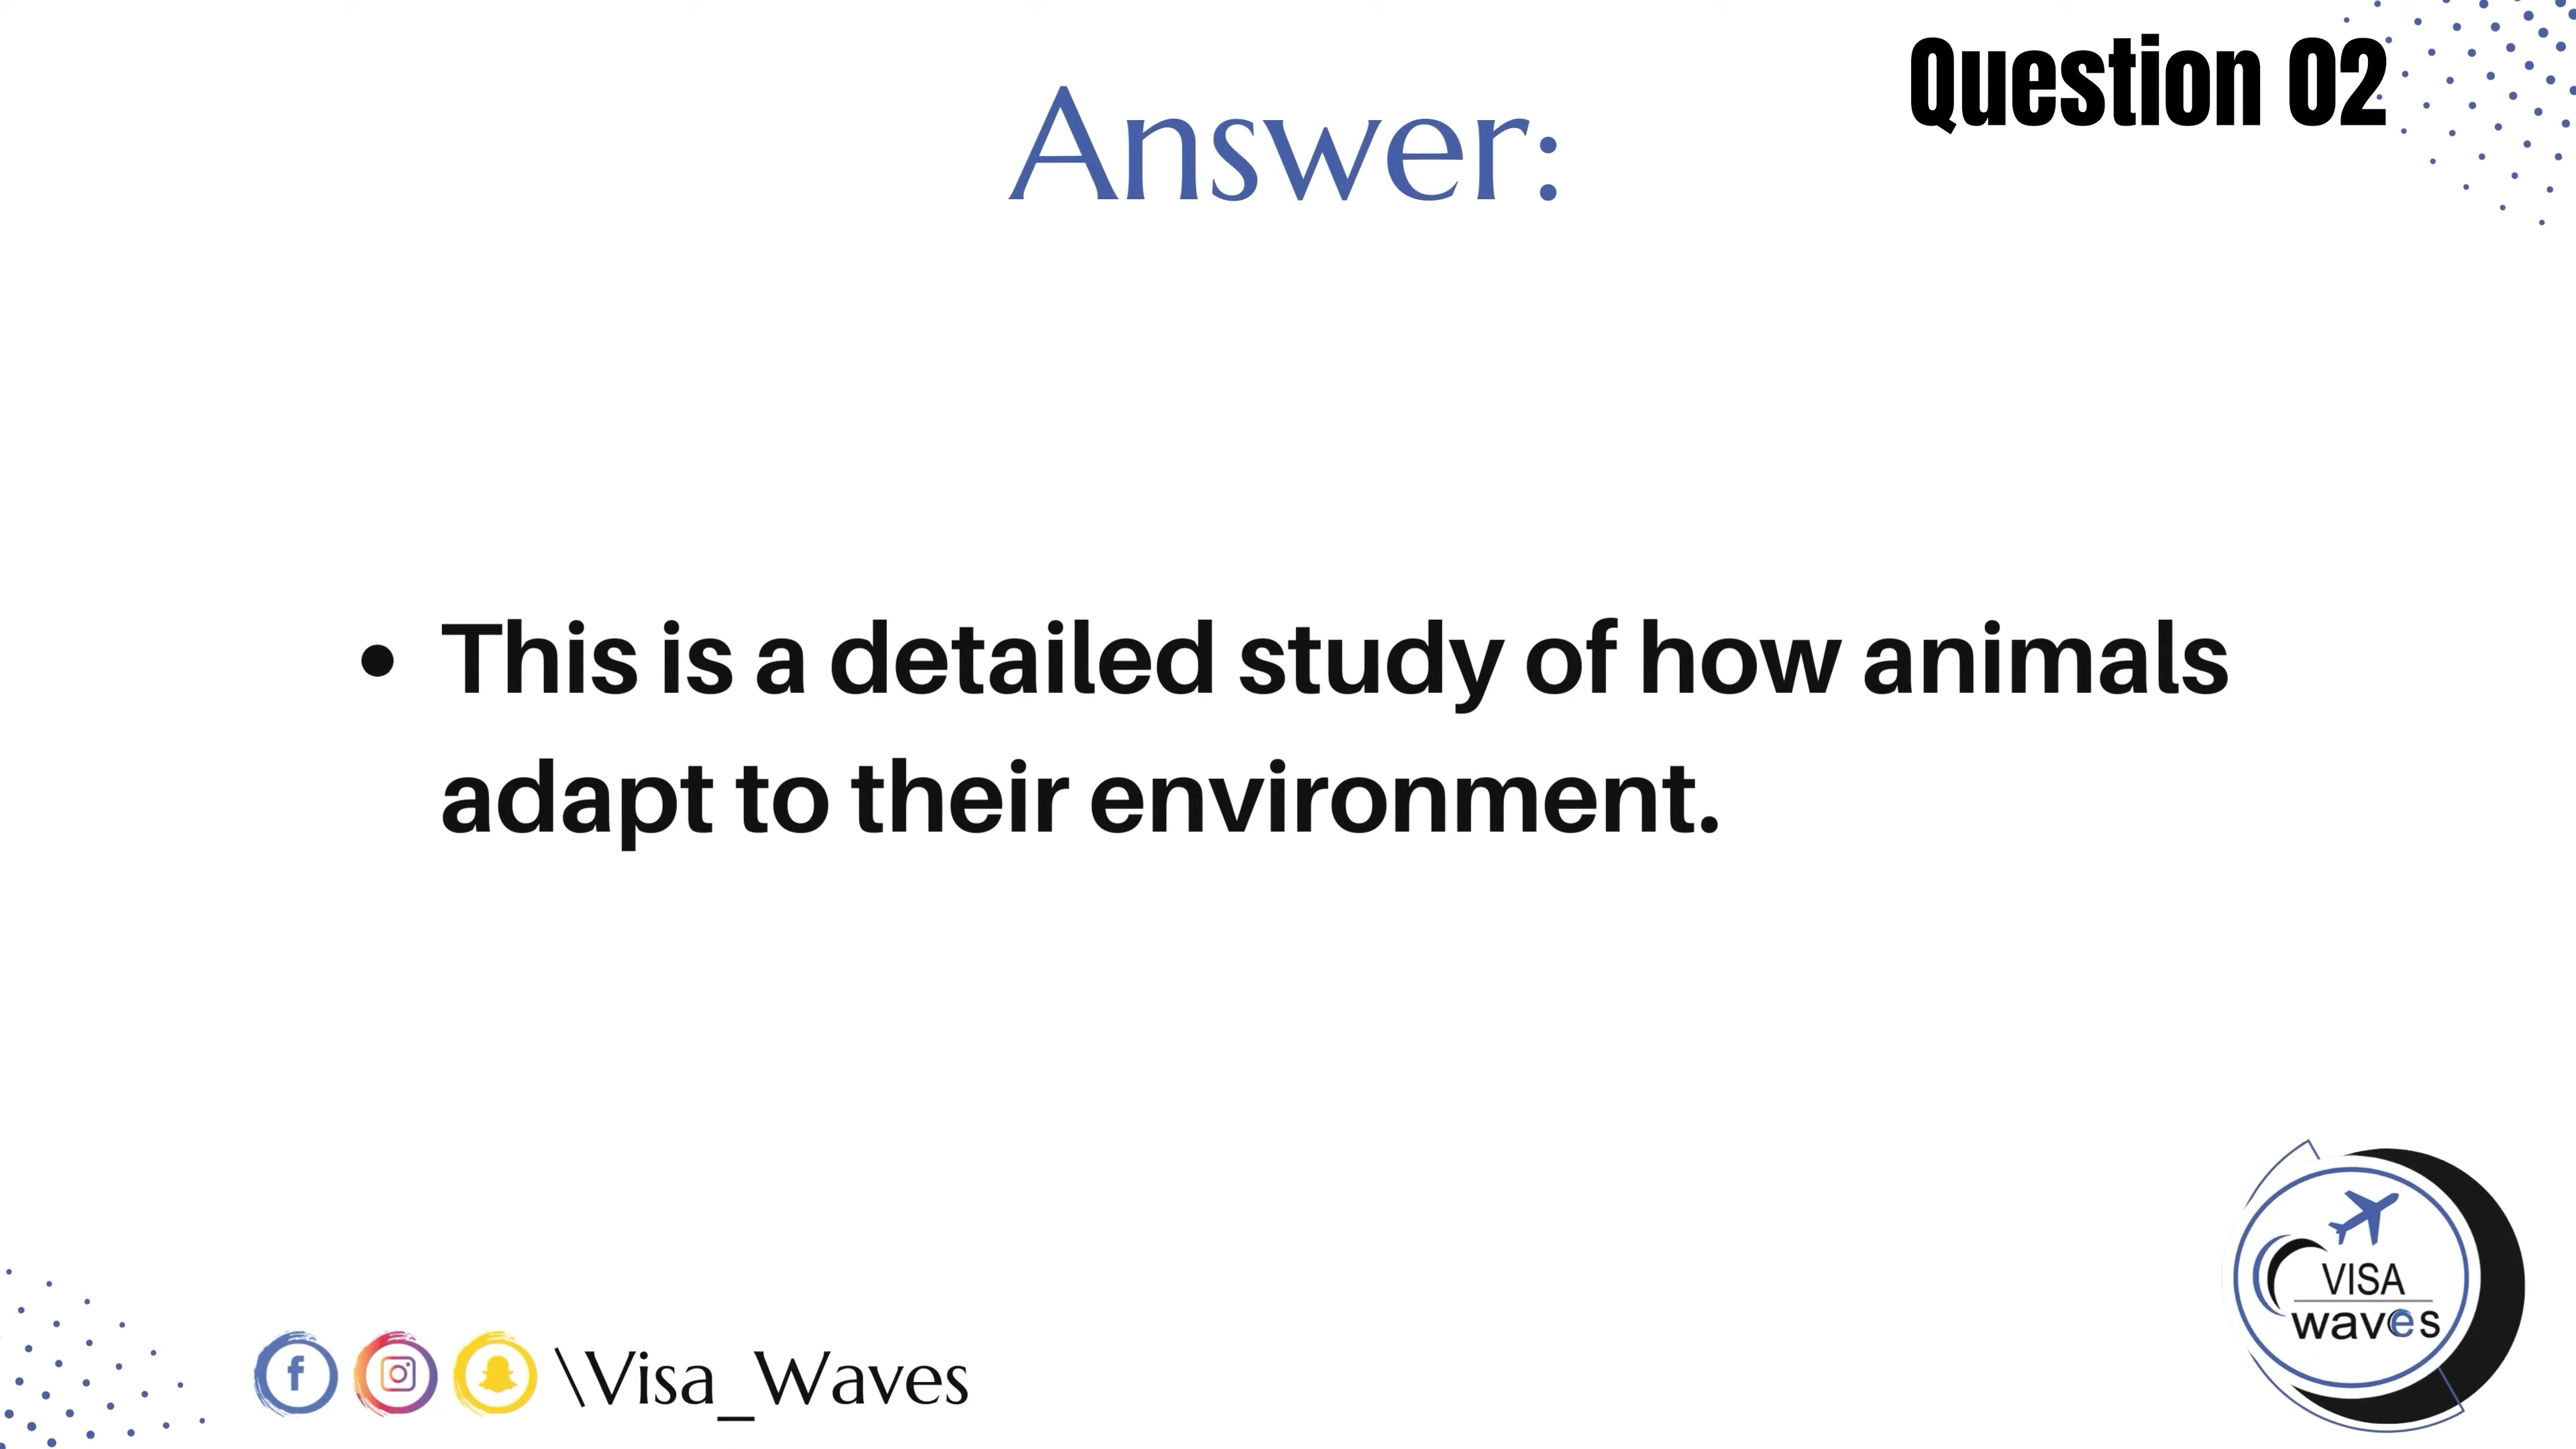 Question 02
Answer:
• This is a detailed study of how animals
adapt to their environment.
\Visa_Waves
VISA
waves